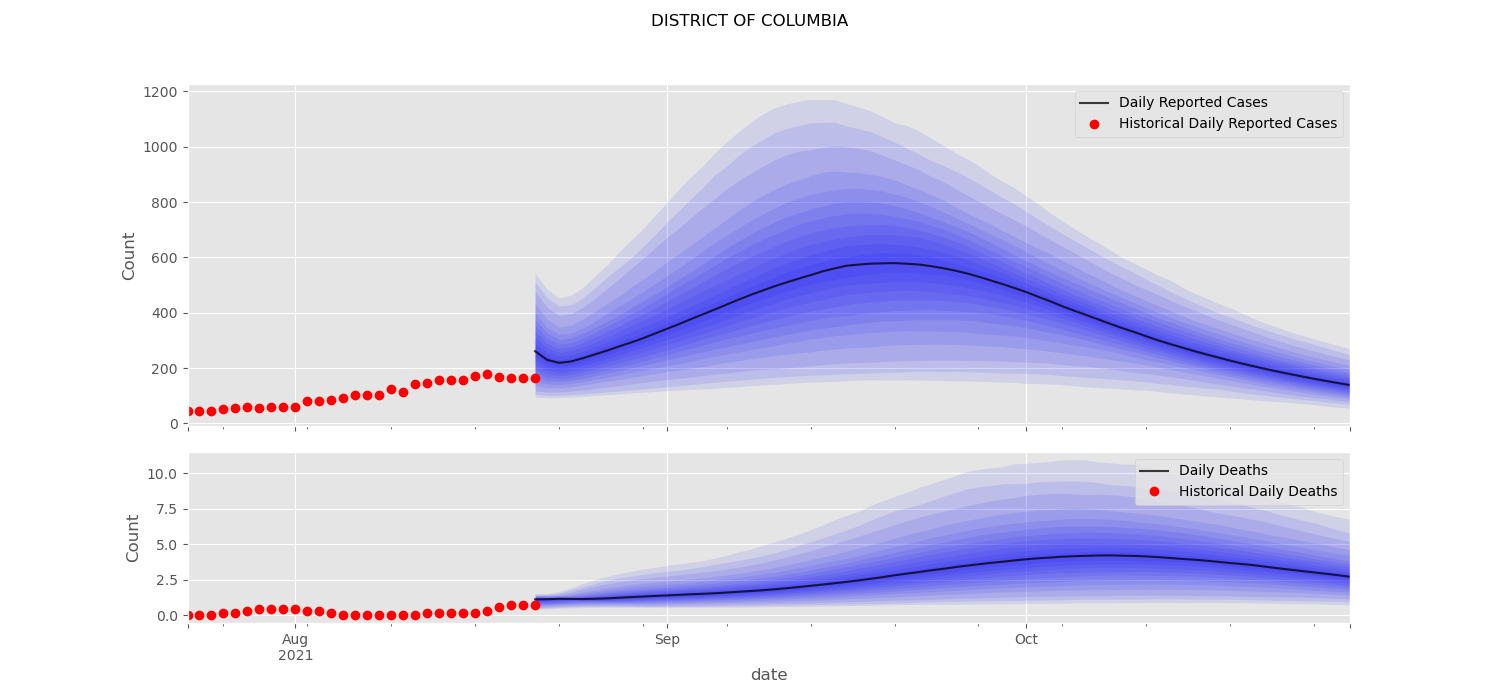 DISTRICT OF COLUMBIA
1200
1000
800
600
400
200
0
Count
Daily Reported Cases
Historical Daily Reported Cases
10.0
7.5
5.0
2.5
0.0
Count
Daily Deaths
Historical Daily Deaths
Aug
2021
Sep
Oct
date